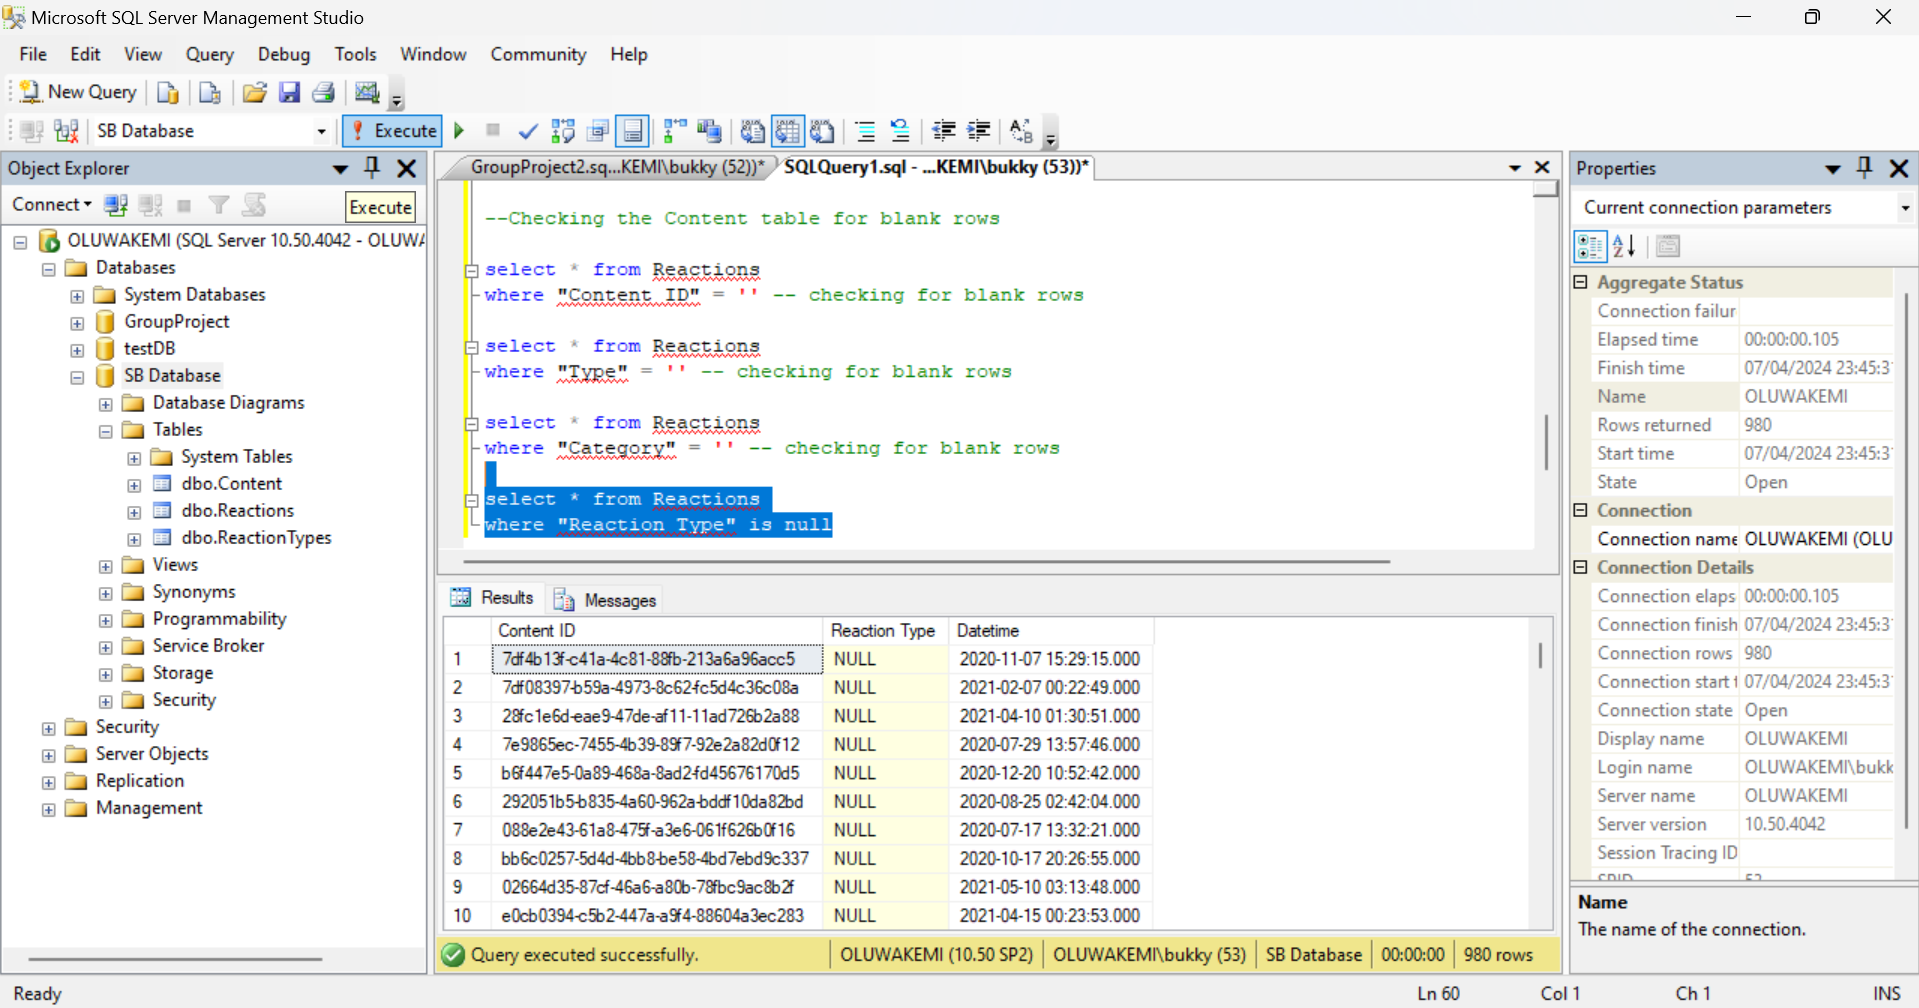 Microsoft SQL Server Management Studio
File Edit View Query Debug Tools Window Community Help
New Query
SB Database
Execute
Object Explorer
Connect
Execute
OLUWAKEMI (SQL Server 10.50.4042 - OLUWA
Databases
System Databases
GroupProject
testDB
SB Database
Database Diagrams
Tables
System Tables
dbo.Content
dbo.Reactions
dbo.ReactionTypes
Views
Synonyms
Programmability
Service Broker
Storage
Security
Security
Server Objects
Replication
Management
GroupProject2.sq...KEMI\bukky (52))*
SQLQuery1.sql - ...KEMI\bukky (53))*
--Checking the Content table for blank rows
select * from Reactions
where "Content ID" = '' -- checking for blank rows
select * from Reactions
where "Type" = '' -- checking for blank rows
select * from Reactions
where "Category" = '' -- checking for blank rows
select * from Reactions
where "Reaction Type" is null
Results Messages
Content ID Reaction Type Datetime
1 7df4b13f-c41a-4c81-88fb-213a6a96acc5 NULL 2020-11-07 15:29:15.000
2 7df08397-b59a-4973-8c62-fc5d4c36c08a NULL 2021-02-07 00:22:49.000
3 28fc1e6d-eae9-47de-af11-11ad726b2a88 NULL 2021-04-10 01:30:51.000
4 7e9865ec-7455-4b39-89f7-92e2a82d0f12 NULL 2020-07-29 13:57:46.000
5 b6f447e5-0a89-468a-8ad2-fd45676170d5 NULL 2020-12-20 10:52:42.000
6 292051b5-b835-4a60-962a-bddf10da82bd NULL 2020-08-25 02:42:04.000
7 088e2e43-61a8-475f-a3e6-061f626b0f16 NULL 2020-07-17 13:32:21.000
8 bb6c0257-5d4d-4bb8-be58-4bd7ebd9c337 NULL 2020-10-17 20:26:55.000
9 02664d35-87cf-46a6-a80b-78fbc9ac8b2f NULL 2021-05-10 03:13:48.000
10 e0cb0394-c5b2-447a-a9f4-88604a3ec283 NULL 2021-04-15 00:23:53.000
Query executed successfully.
OLUWAKEMI (10.50 SP2) OLUWAKEMI\bukky (53) SB Database 00:00:00 980 rows
Properties
Current connection parameters
Aggregate Status
Connection failur
Elapsed time 00:00:00.105
Finish time 07/04/2024 23:45:3
Name OLUWAKEMI
Rows returned 980
Start time 07/04/2024 23:45:3
State Open
Connection
Connection name OLUWAKEMI (OLU
Connection Details
Connection elaps 00:00:00.105
Connection finish 07/04/2024 23:45:3
Connection rows 980
Connection start t 07/04/2024 23:45:3
Connection state Open
Display name OLUWAKEMI
Login name OLUWAKEMI\bukk
Server name OLUWAKEMI
Server version 10.50.4042
Session Tracing ID
Name
The name of the connection.
Ready
Ln 60 Col 1 Ch 1 INS